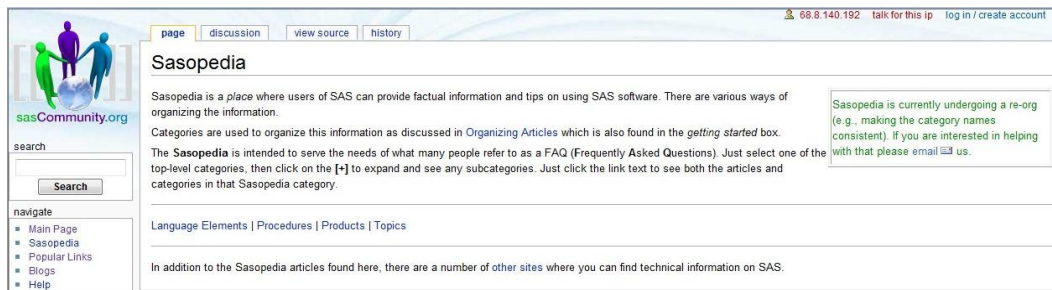 68.8.140.192 talk for this ip log in / create account
page discussion view source history
sasCommunity.org
search
Search
navigate
Main Page
Sasopedia
Popular Links
Blogs
Help
Sasopedia
Sasopedia is a place where users of SAS can provide factual information and tips on using SAS software. There are various ways of
organizing the information.
Categories are used to organize this information as discussed in Organizing Articles which is also found in the getting started box.
The Sasopedia is intended to serve the needs of what many people refer to as a FAQ (Frequently Asked Questions). Just select one of the
top-level categories, then click on the [+] to expand and see any subcategories. Just click the link text to see both the articles and
categories in that Sasopedia category.
Sasopedia is currently undergoing a re-org
(e.g., making the category names
consistent). If you are interested in helping
with that please email us.
Language Elements | Procedures | Products | Topics
In addition to the Sasopedia articles found here, there are a number of other sites where you can find technical information on SAS.